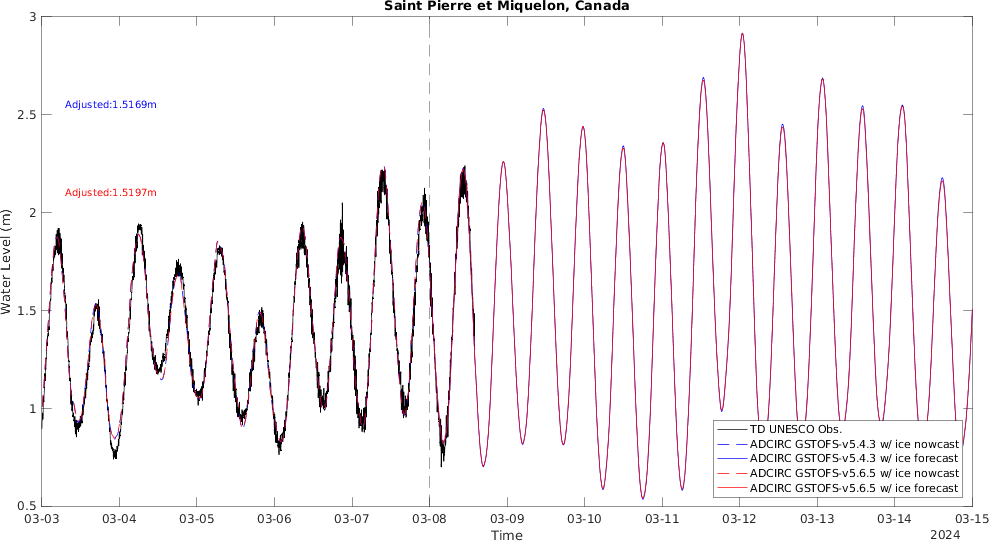 Saint Pierre et Miquelon, Canada
3
2.5
2
1.5
1
0.5
Water Level (m)
Adjusted:1.5169m
Adjusted:1.5197m
TD UNESCO Obs.
ADCIRC GSTOFS-v5.4.3 w/ ice nowcast
ADCIRC GSTOFS-v5.4.3 w/ ice forecast
ADCIRC GSTOFS-v5.6.5 w/ ice nowcast
ADCIRC GSTOFS-v5.6.5 w/ ice forecast
03-03 03-04 03-05 03-06 03-07 03-08 03-09 03-10 03-11 03-12 03-13 03-14 03-15
Time
2024